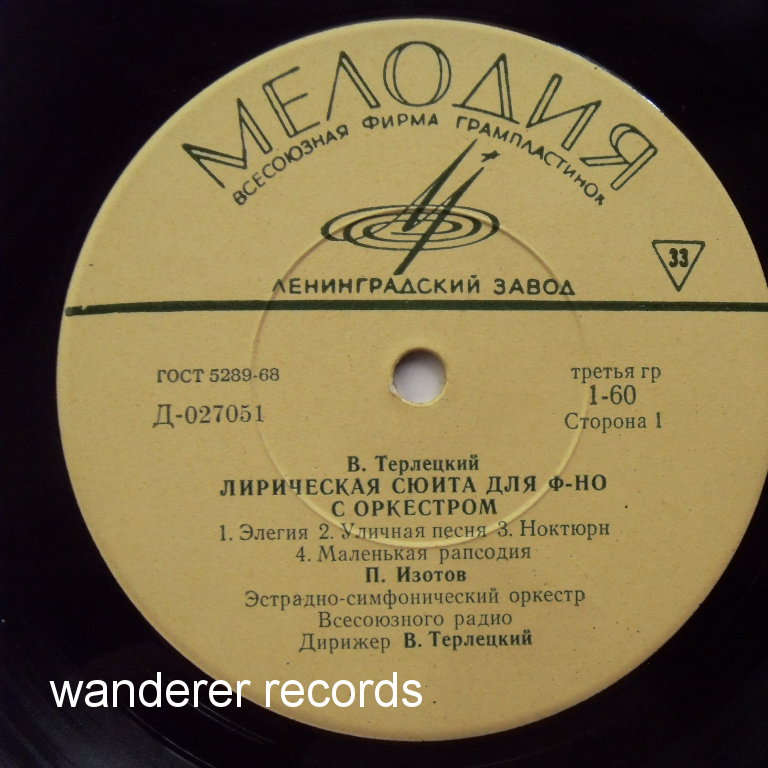 МЕЛОДИЯ
ВСЕСОЮЗНАЯ ФИРМА ГРАМПЛАСТИНОК
ЛЕНИНГРАДСКИЙ ЗАВОД
33
ГОСТ 5289-68
Д-027051
третья гр
1-60
Сторона 1
В. Терлецкий
ЛИРИЧЕСКАЯ СЮИТА ДЛЯ Ф-НО
С ОРКЕСТРОМ
1. Элегия 2. Уличная песня 3. Ноктюрн
4. Маленькая рапсодия
П. Изотов
Эстрадно-симфонический оркестр
Всесоюзного радио
Дирижер В. Терлецкий
wanderer records